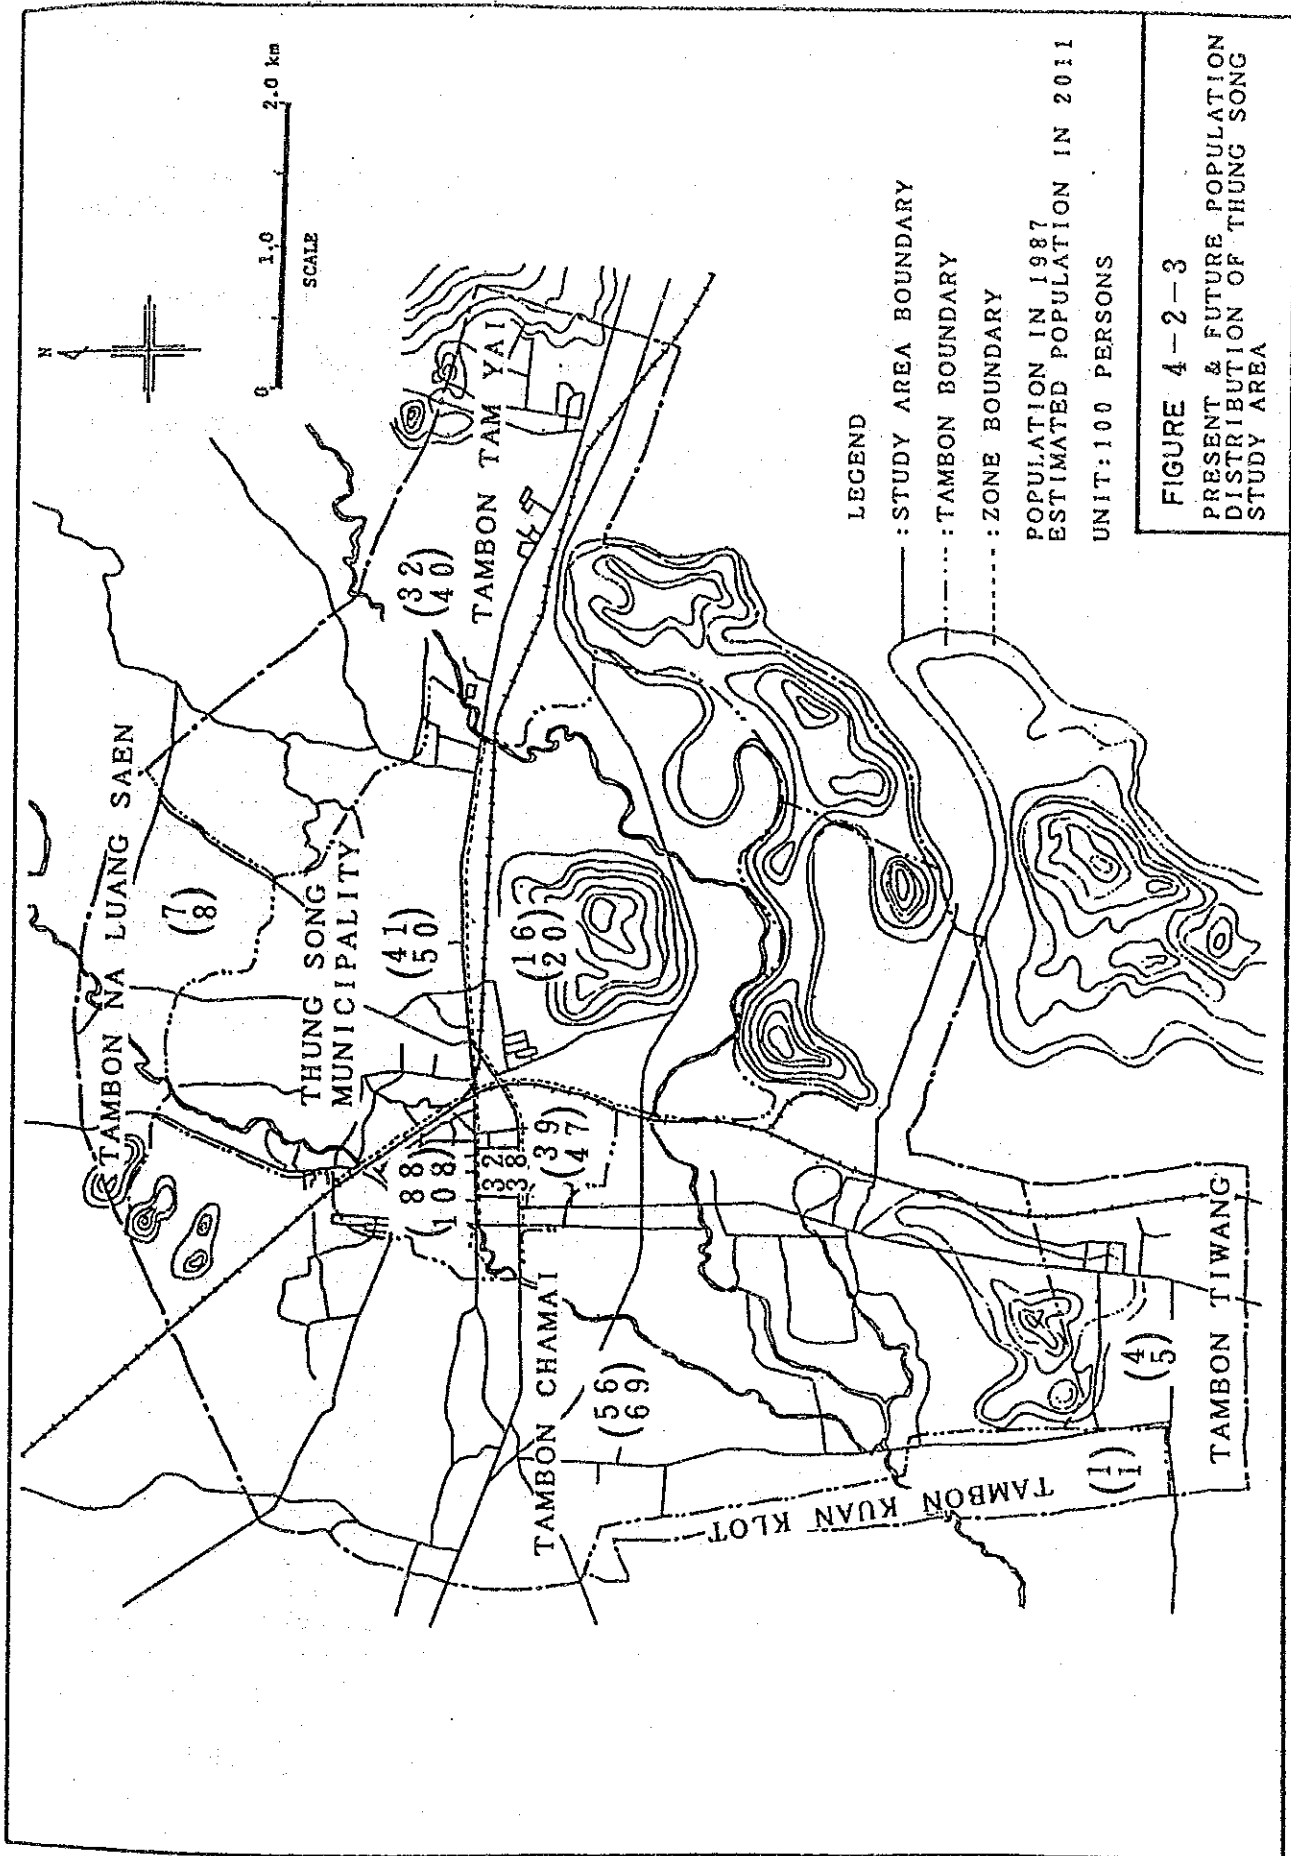 N
0 1.0 2.0 km
SCALE
TAMBON NA LUANG SAEN
(7
8)
THUNG SONG
MUNICIPALITY
(32
40)
TAMBON TAM YAI
(41
50)
(88
108)
32
38
(16
20)
(39
47)
TAMBON CHAMAI
(56
69)
TAMBON KUAN KLOT
(1
1)
(4
5)
TAMBON TIWANG
LEGEND
: STUDY AREA BOUNDARY
: TAMBON BOUNDARY
: ZONE BOUNDARY
POPULATION IN 1987
ESTIMATED POPULATION IN 2011
UNIT: 100 PERSONS
FIGURE 4-2-3
PRESENT & FUTURE POPULATION
DISTRIBUTION OF THUNG SONG
STUDY AREA